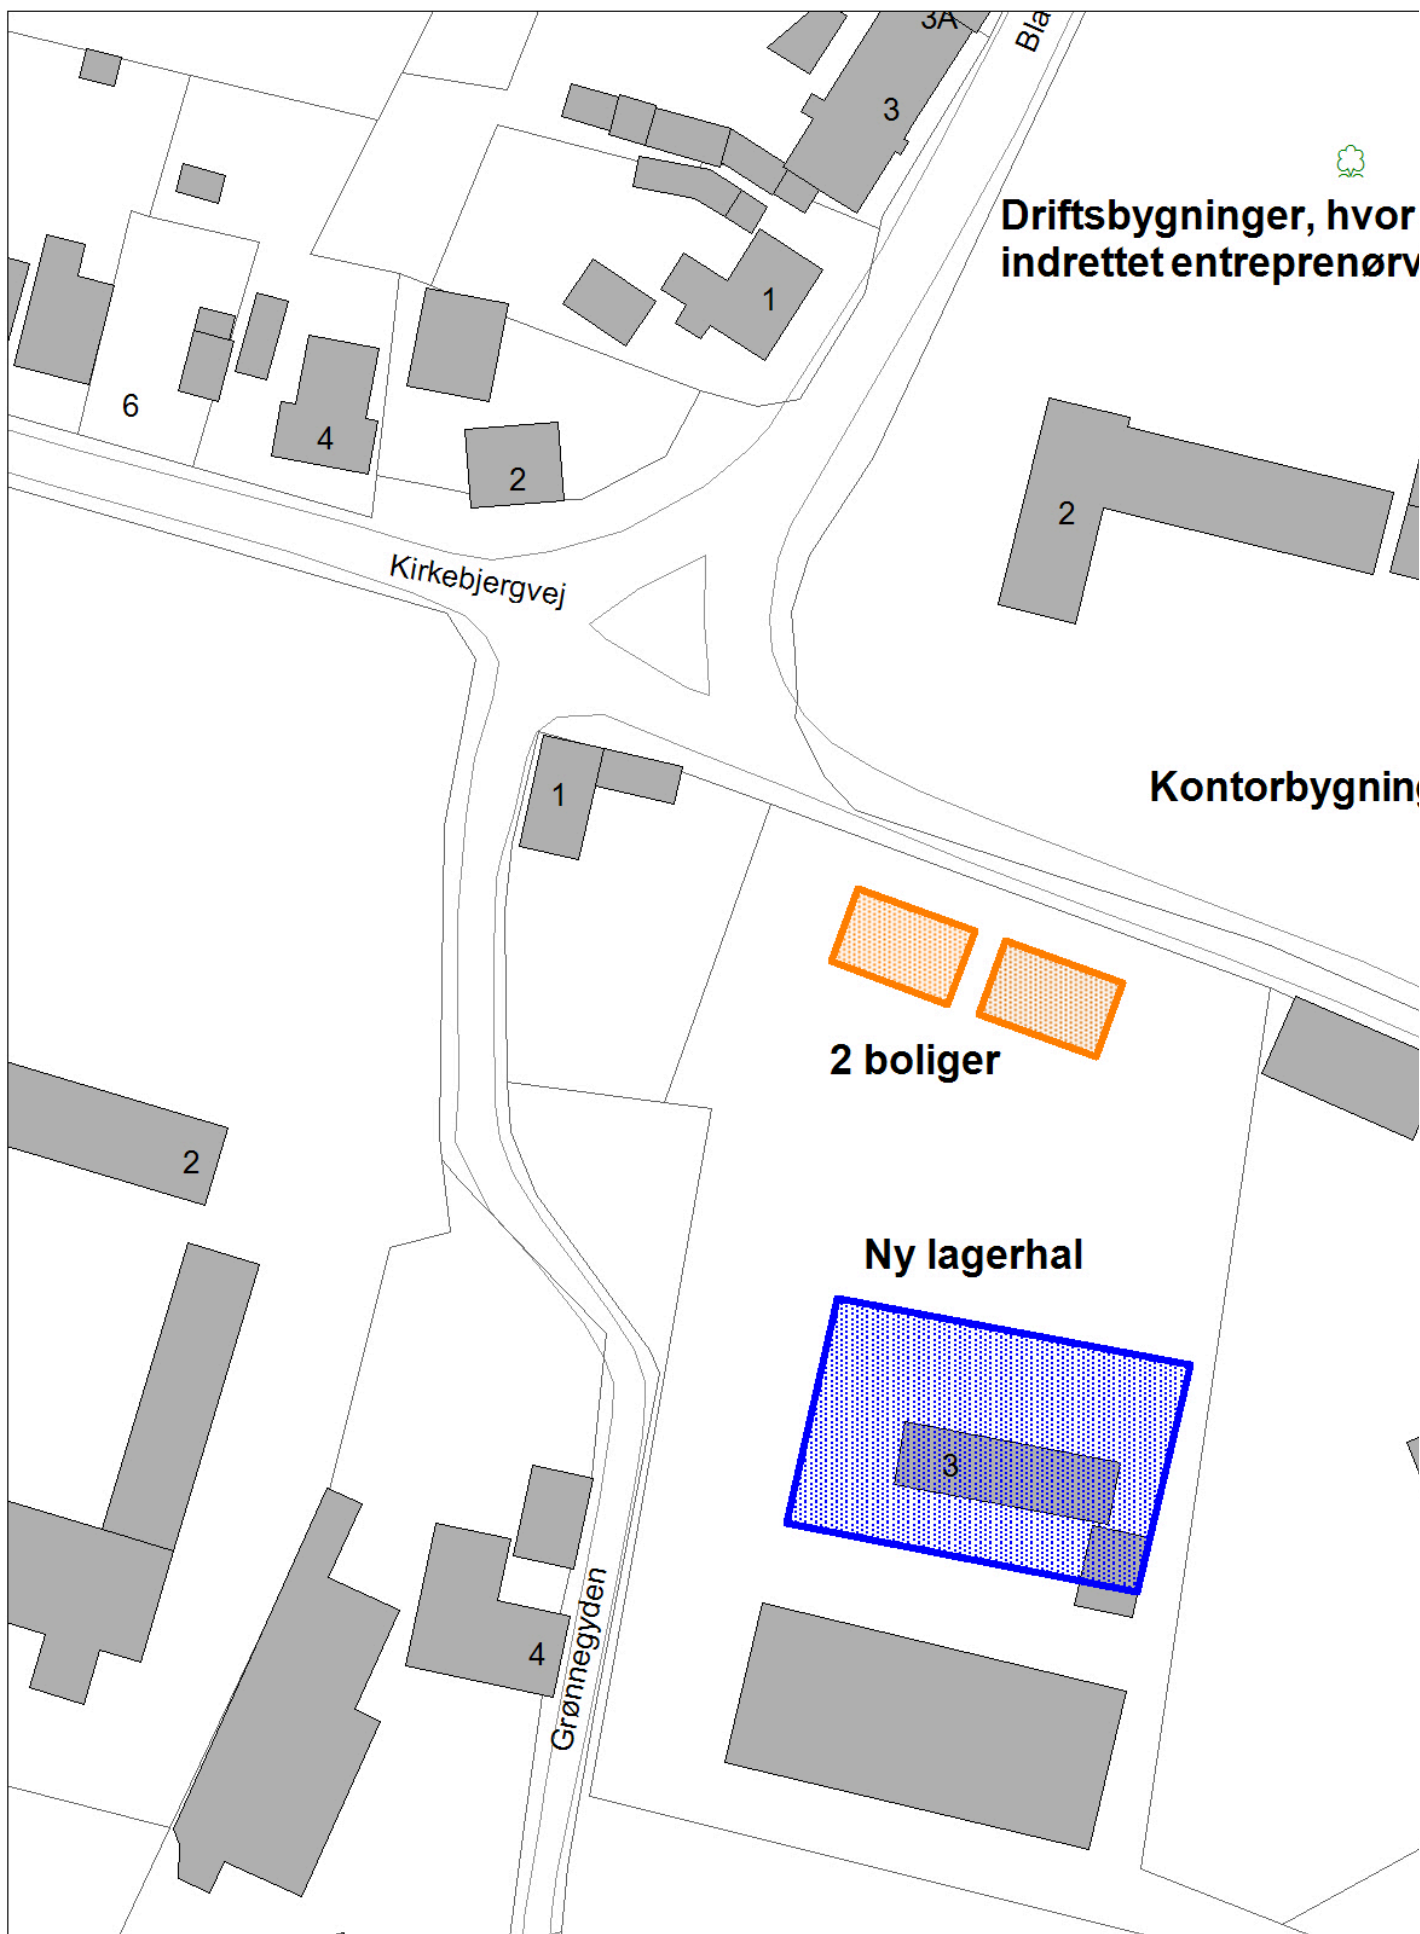 3A
Bla
3
Driftsbygninger, hvor
indrettet entreprenørv
1
6
4
2
2
Kirkebjergvej
1
Kontorbygning
2 boliger
2
Ny lagerhal
3
4
Grønnegyden